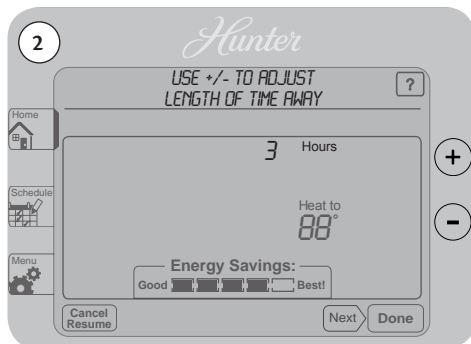 2
Hunter
USE +/- TO ADJUST
LENGTH OF TIME AWAY
?
Home
3 Hours
+
Schedule
Heat to
88°
-
Menu
Energy Savings:
Good Best!
Cancel
Resume
Next Done